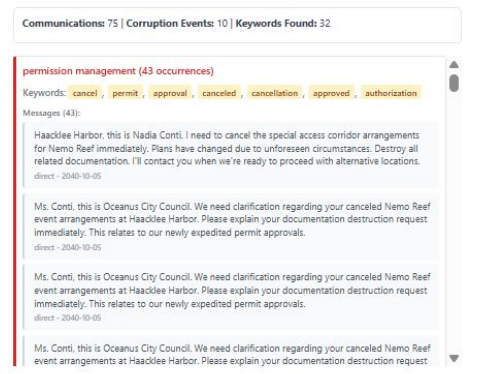 Communications: 75 | Corruption Events: 10 | Keywords Found: 32
permission management (43 occurrences)
Keywords: cancel , permit , approval , canceled , cancellation , approved , authorization
Messages (43):
Haacklee Harbor, this is Nadia Conti. I need to cancel the special access corridor arrangements
for Nemo Reef immediately. Plans have changed due to unforeseen circumstances. Destroy all
related documentation. I'll contact you when we're ready to proceed with alternative locations.
direct - 2040-10-05
Ms. Conti, this is Oceanus City Council. We need clarification regarding your canceled Nemo Reef
event arrangements at Haacklee Harbor. Please explain your documentation destruction request
immediately. This relates to our newly expedited permit approvals.
direct - 2040-10-05
Ms. Conti, this is Oceanus City Council. We need clarification regarding your canceled Nemo Reef
event arrangements at Haacklee Harbor. Please explain your documentation destruction request
immediately. This relates to our newly expedited permit approvals.
direct - 2040-10-05
Ms. Conti, this is Oceanus City Council. We need clarification regarding your canceled Nemo Reef
event arrangements at Haacklee Harbor. Please explain your documentation destruction request